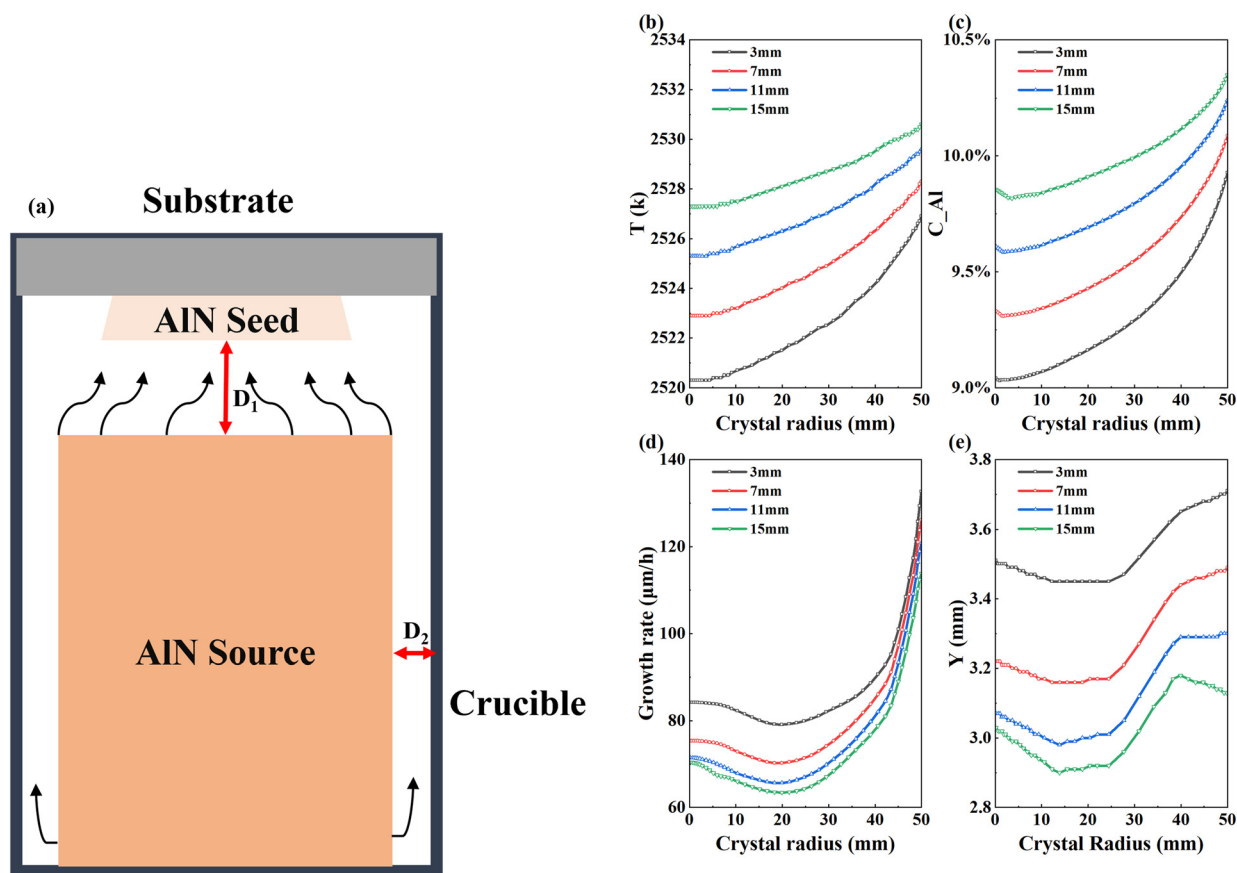 (a)
Substrate
AlN Seed
D1
AlN Source
D2
Crucible
(b)
2534
2532
2530
2528
2526
2524
2522
2520
T (k)
3mm
7mm
11mm
15mm
0 10 20 30 40 50
Crystal radius (mm)
(c)
10.5%
10.0%
9.5%
9.0%
C_Al
3mm
7mm
11mm
15mm
0 10 20 30 40 50
Crystal radius (mm)
(d)
140
120
100
80
60
Growth rate (μm/h)
3mm
7mm
11mm
15mm
0 10 20 30 40 50
Crystal radius (mm)
(e)
3.8
3.6
3.4
3.2
3.0
2.8
Y (mm)
3mm
7mm
11mm
15mm
0 10 20 30 40 50
Crystal Radius (mm)